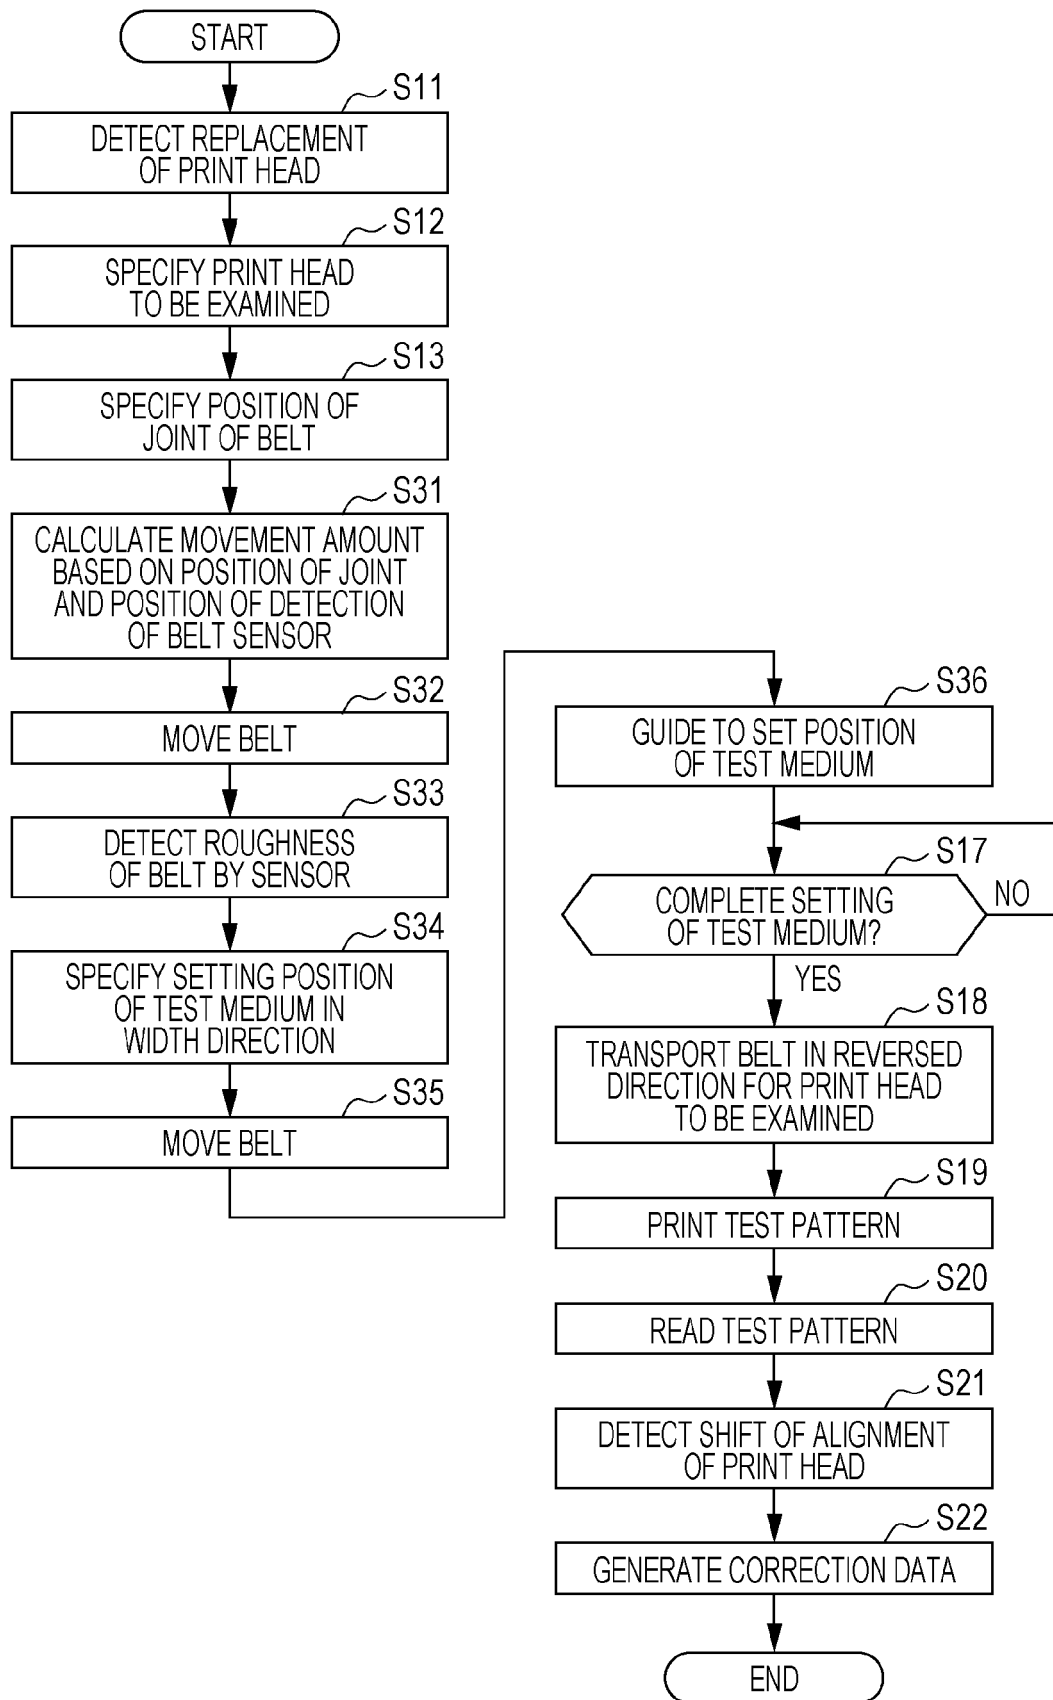 START
S11
DETECT REPLACEMENT
OF PRINT HEAD
S12
SPECIFY PRINT HEAD
TO BE EXAMINED
S13
SPECIFY POSITION OF
JOINT OF BELT
S31
CALCULATE MOVEMENT AMOUNT
BASED ON POSITION OF JOINT
AND POSITION OF DETECTION
OF BELT SENSOR
S32
MOVE BELT
S33
DETECT ROUGHNESS
OF BELT BY SENSOR
S34
SPECIFY SETTING POSITION
OF TEST MEDIUM IN
WIDTH DIRECTION
S35
MOVE BELT
S36
GUIDE TO SET POSITION
OF TEST MEDIUM
S17
COMPLETE SETTING
OF TEST MEDIUM?
NO
YES
S18
TRANSPORT BELT IN REVERSED
DIRECTION FOR PRINT HEAD
TO BE EXAMINED
S19
PRINT TEST PATTERN
S20
READ TEST PATTERN
S21
DETECT SHIFT OF ALIGNMENT
OF PRINT HEAD
S22
GENERATE CORRECTION DATA
END